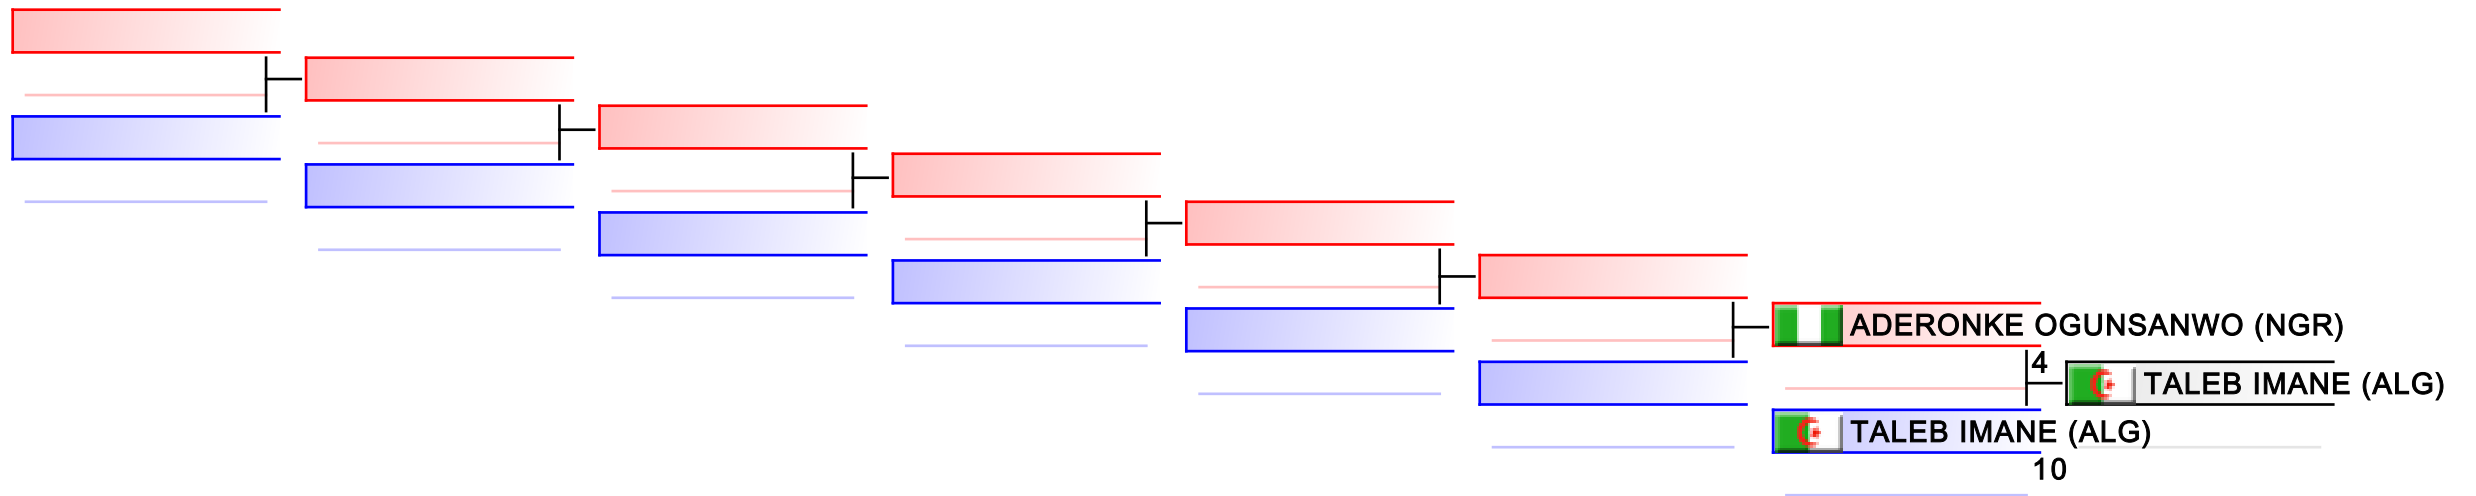 ADERONKE OGUNSANWO (NGR)
4
TALEB IMANE (ALG)
TALEB IMANE (ALG)
10